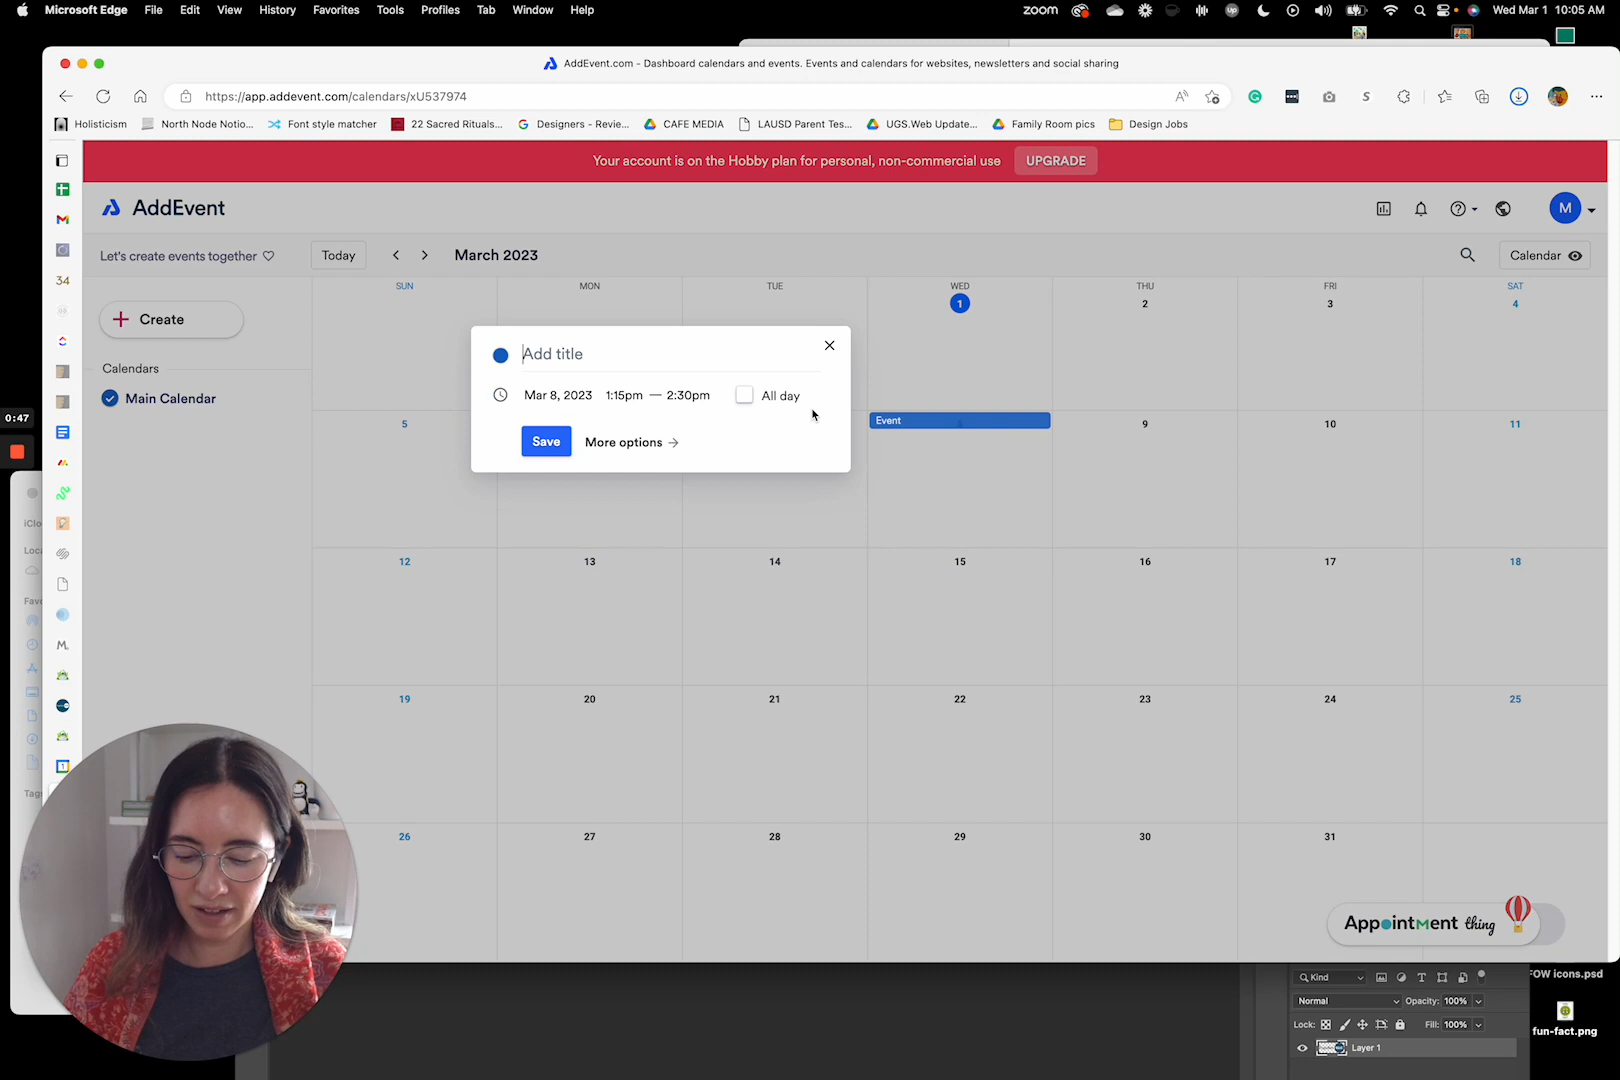 Microsoft Edge File Edit View History Favorites Tools Profiles Tab Window Help zoom Up Wed Mar 1 10:05 AM
AddEvent.com - Dashboard calendars and events. Events and calendars for websites, newsletters and social sharing
https://app.addevent.com/calendars/xU537974
Holisticism North Node Notio... Font style matcher 22 Sacred Rituals... Designers - Revie... CAFE MEDIA LAUSD Parent Tes... UGS.Web Update... Family Room pics Design Jobs
Your account is on the Hobby plan for personal, non-commercial use UPGRADE
AddEvent M
Let's create events together Today March 2023 Calendar
SUN MON TUE WED THU FRI SAT
1 2 3 4
Create
Add title
Calendars
Main Calendar
Mar 8, 2023 1:15pm — 2:30pm All day
Save More options
5 Event 9 10 11
12 13 14 15 16 17 18
19 20 21 22 23 24 25
26 27 28 29 30 31
34
0:47
iClo
Loca
Favo
M.
Tags
Appointment thing
Kind
Normal Opacity: 100%
Lock: Fill: 100%
Layer 1
FOW icons.psd
fun-fact.png